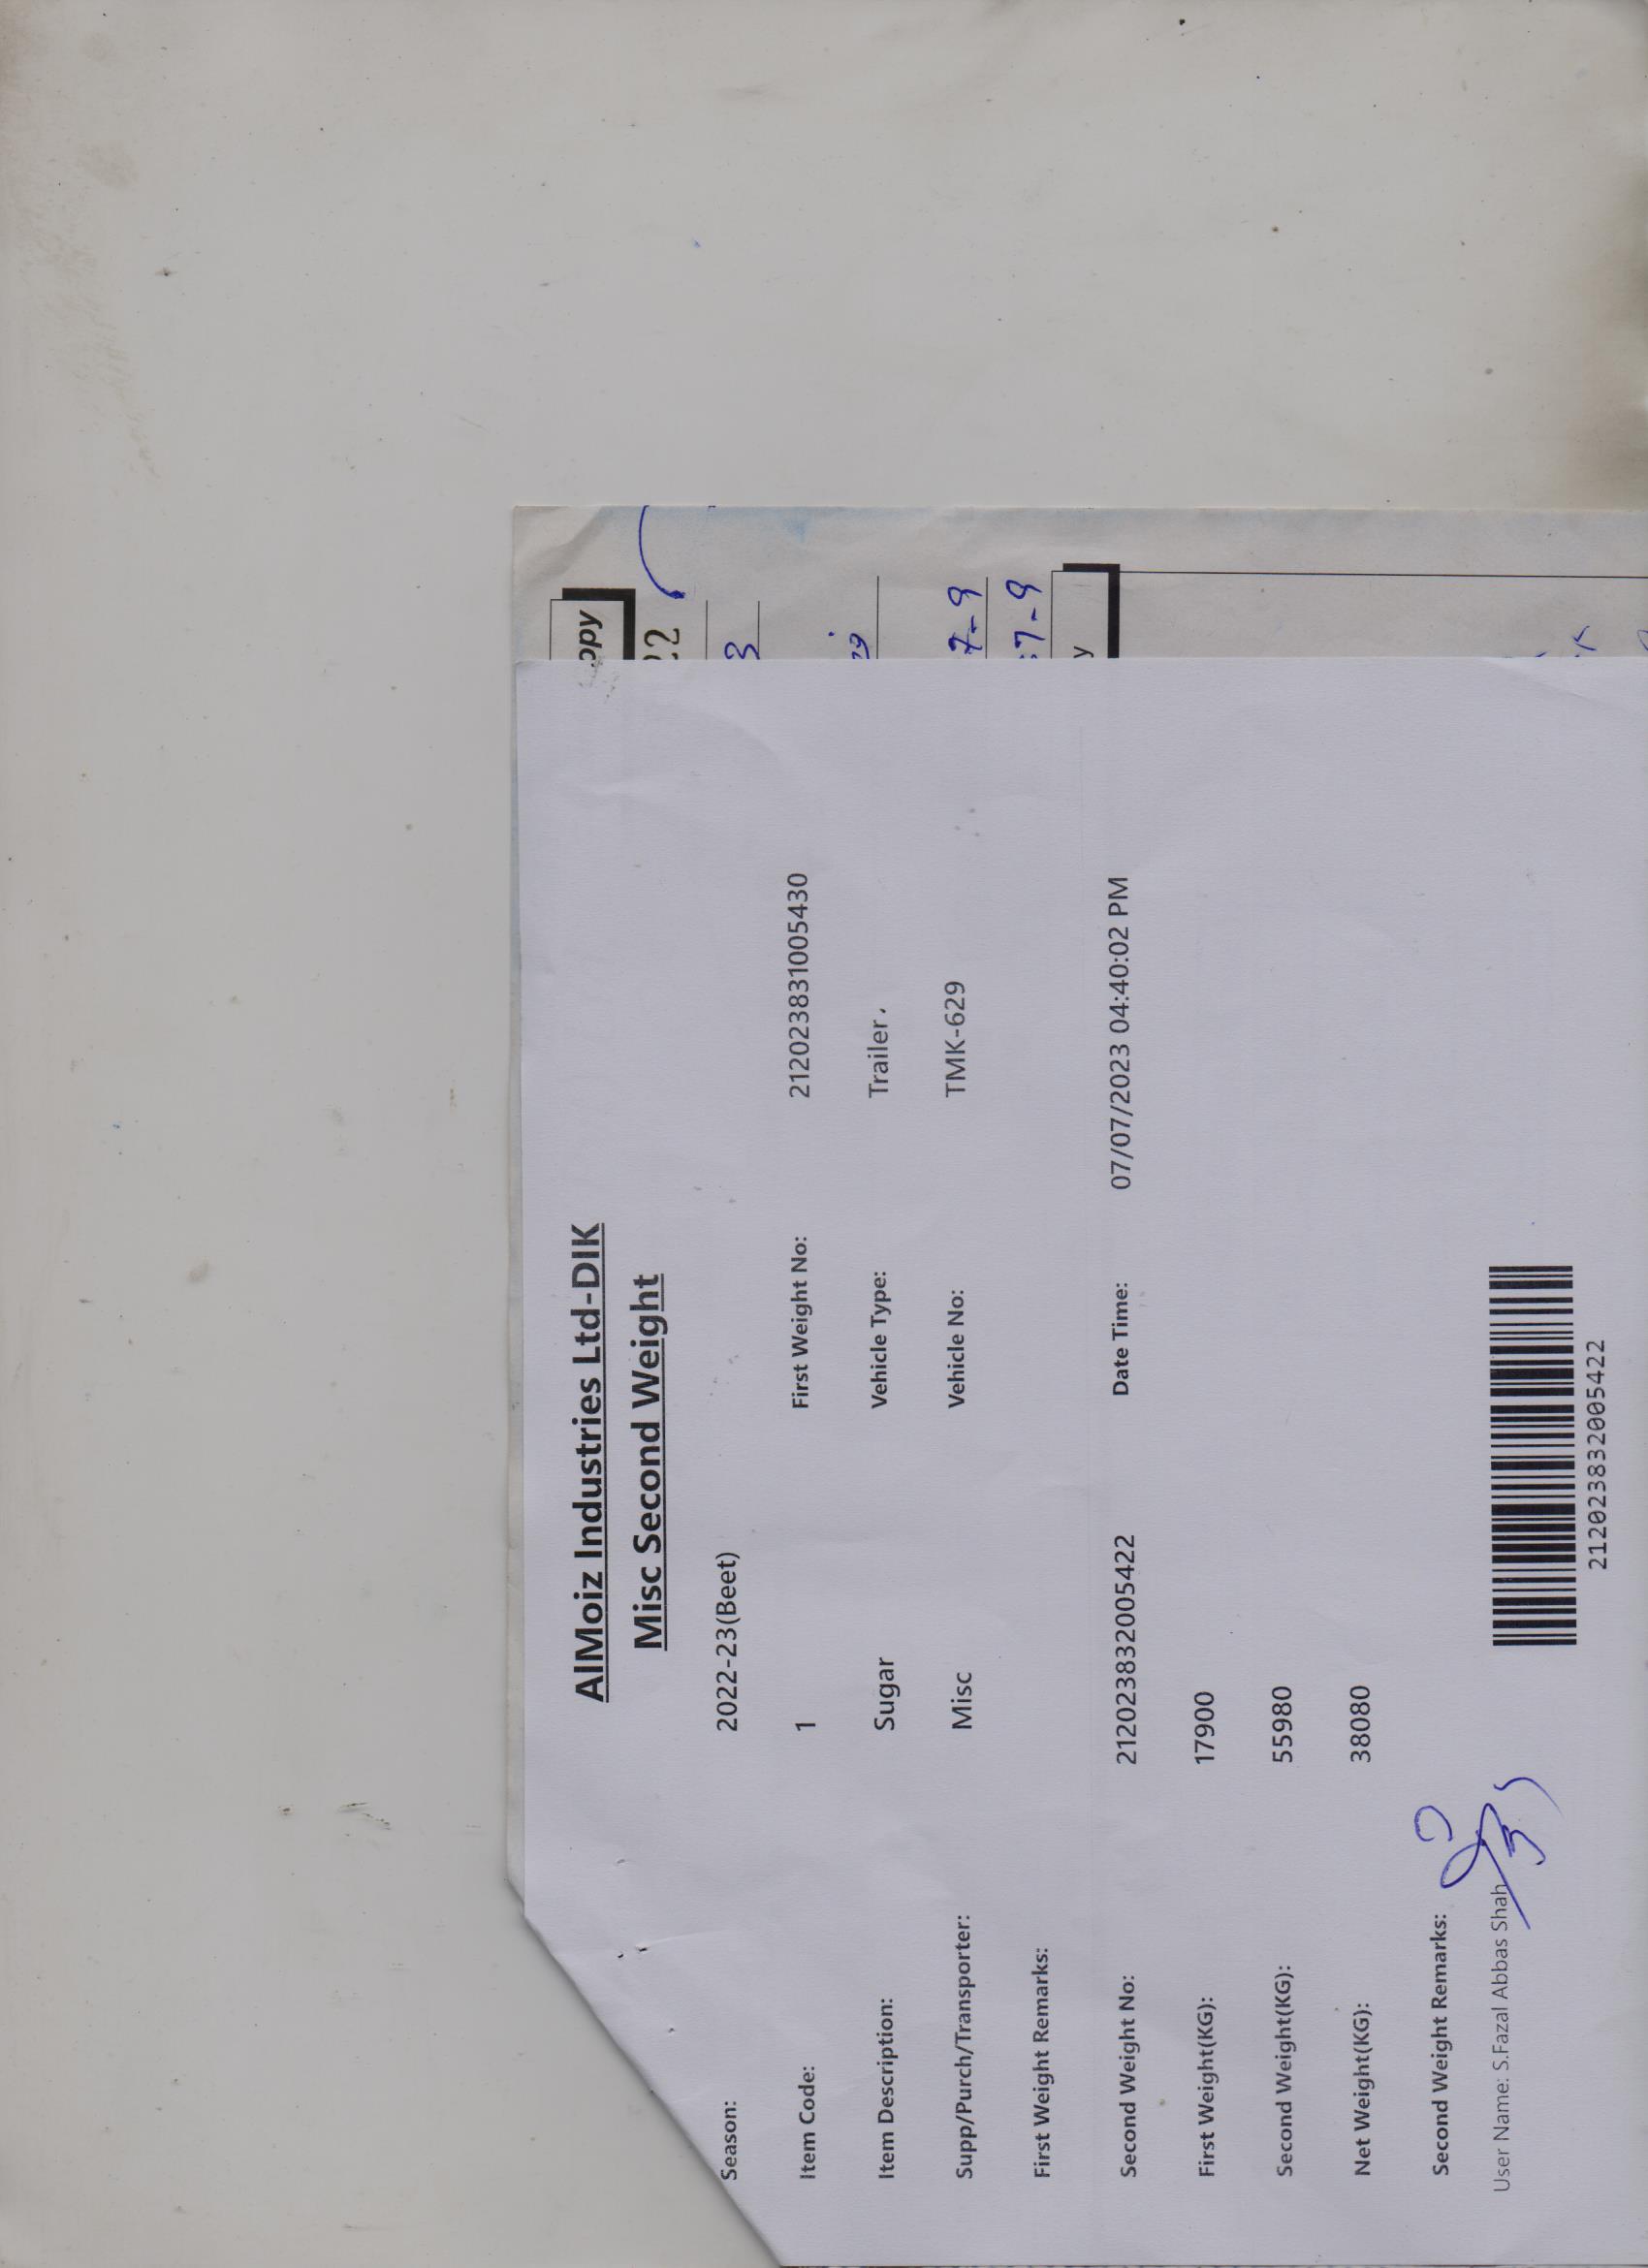 AlMoiz Industries Ltd-DIK
Misc Second Weight
Season: 2022-23(Beet)
Item Code: 1 First Weight No: 2120238310054​30
Item Description: Sugar Vehicle Type: Trailer.
Supp/Purch/Transporter: Misc Vehicle No: TMK-629
First Weight Remarks:
Second Weight No: 212023832005422 Date Time: 07/07/2023 04:40:02 PM
First Weight(KG): 17900
Second Weight(KG): 55980
Net Weight(KG): 38080
Second Weight Remarks:
User Name: S.Fazal Abbas Shah
212023832005422
opy
22
3
7-9
7-9
y